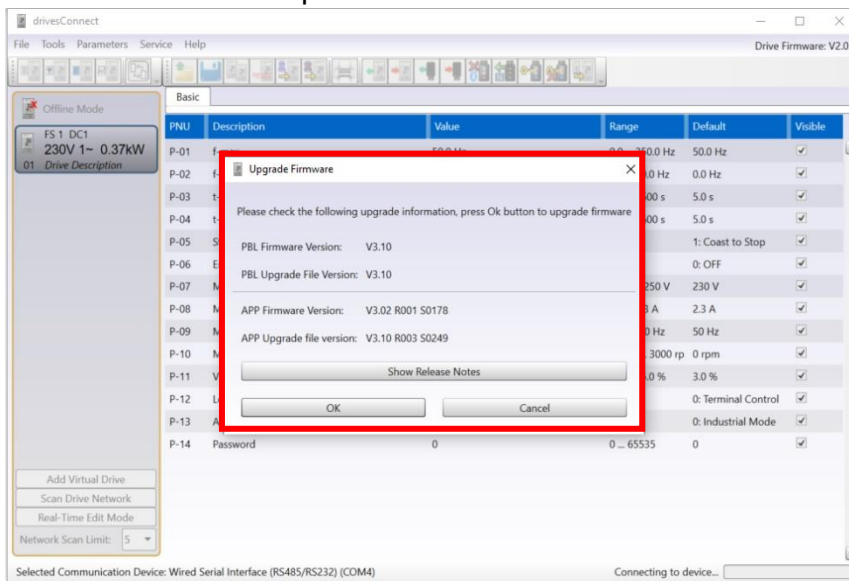 drivesConnect
File Tools Parameters Service Help
Drive Firmware: V2.0
Basic
Offline Mode
FS 1 DC1
230V 1~ 0.37kW
01 Drive Description
PNU Description Value Range Default Visible
P-01 50.0 Hz
P-02 0.0 Hz
P-03 5.0 s
P-04 5.0 s
P-05 1: Coast to Stop
P-06 0: OFF
P-07 250 V 230 V
P-08 2.3 A
P-09 50 Hz
P-10 3000 rp 0 rpm
P-11 3.0 %
P-12 0: Terminal Control
P-13 0: Industrial Mode
P-14 Password 0 0 ... 65535 0
Upgrade Firmware
Please check the following upgrade information, press Ok button to upgrade firmware
PBL Firmware Version: V3.10
PBL Upgrade File Version: V3.10
APP Firmware Version: V3.02 R001 S0178
APP Upgrade file version: V3.10 R003 S0249
Show Release Notes
OK Cancel
Add Virtual Drive
Scan Drive Network
Real-Time Edit Mode
Network Scan Limit: 5
Selected Communication Device: Wired Serial Interface (RS485/RS232) (COM4) Connecting to device...